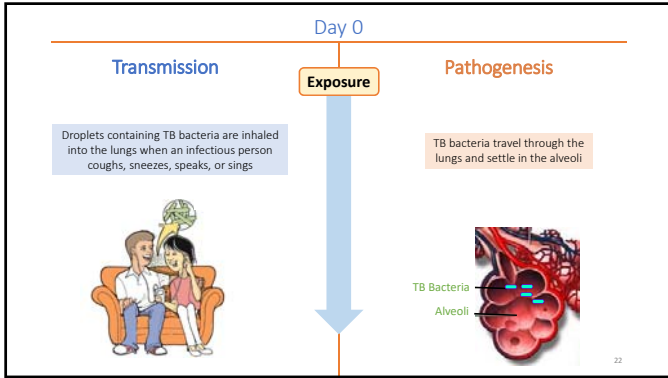 Day 0
Transmission
Exposure
Pathogenesis
Droplets containing TB bacteria are inhaled
into the lungs when an infectious person
coughs, sneezes, speaks, or sings
TB bacteria travel through the
lungs and settle in the alveoli
TB Bacteria
Alveoli
22